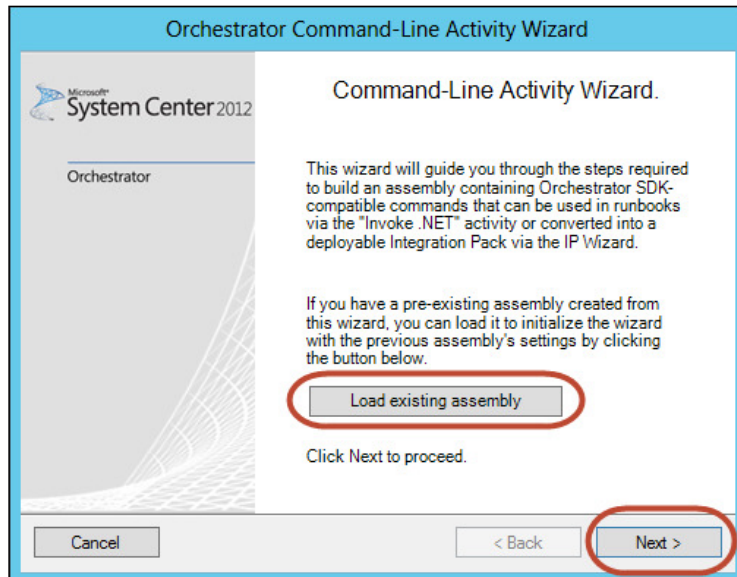 Orchestrator Command-Line Activity Wizard
Microsoft
System Center 2012
Orchestrator
Command-Line Activity Wizard.
This wizard will guide you through the steps required
to build an assembly containing Orchestrator SDK-
compatible commands that can be used in runbooks
via the "Invoke .NET" activity or converted into a
deployable Integration Pack via the IP Wizard.
If you have a pre-existing assembly created from
this wizard, you can load it to initialize the wizard
with the previous assembly's settings by clicking
the button below.
Load existing assembly
Click Next to proceed.
Cancel
< Back
Next >